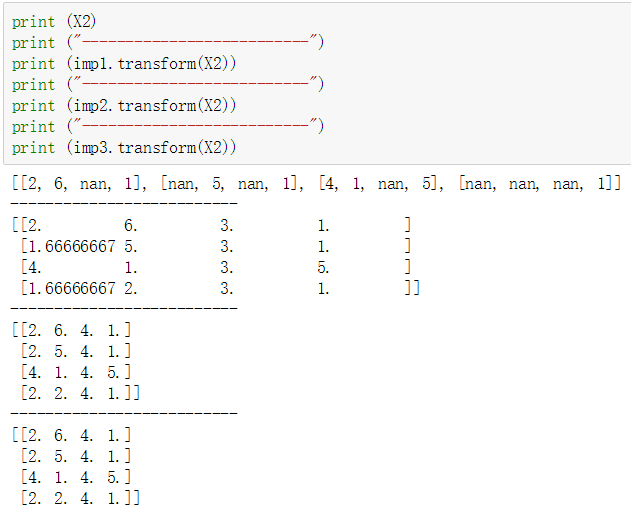 print (X2)
print ("--------------------------")
print (imp1.transform(X2))
print ("--------------------------")
print (imp2.transform(X2))
print ("--------------------------")
print (imp3.transform(X2))
[[2, 6, nan, 1], [nan, 5, nan, 1], [4, 1, nan, 5], [nan, nan, nan, 1]]
--------------------------
[[2.         6.         3.         1.        ]
 [1.66666667 5.         3.         1.        ]
 [4.         1.         3.         5.        ]
 [1.66666667 2.         3.         1.        ]]
--------------------------
[[2. 6. 4. 1.]
 [2. 5. 4. 1.]
 [4. 1. 4. 5.]
 [2. 2. 4. 1.]]
--------------------------
[[2. 6. 4. 1.]
 [2. 5. 4. 1.]
 [4. 1. 4. 5.]
 [2. 2. 4. 1.]]